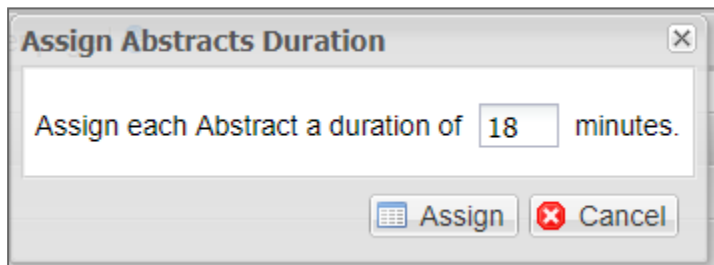 Assign Abstracts Duration
Assign each Abstract a duration of 18 minutes.
Assign Cancel